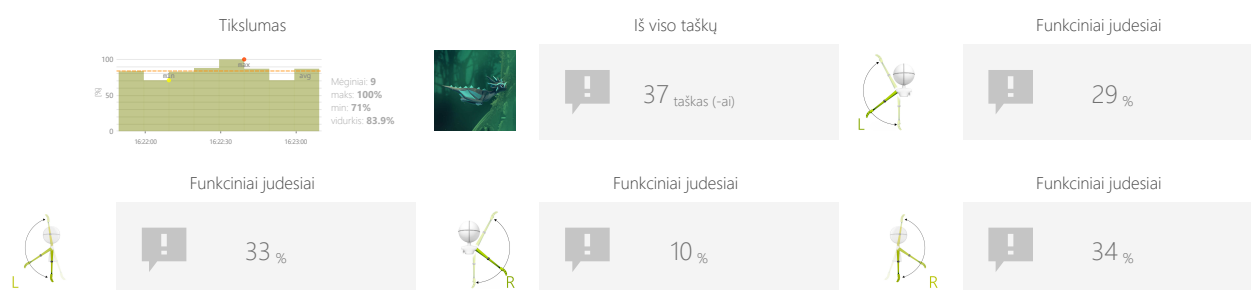 Tikslumas
100
50
0
[%]
min
max
avg
16:22:00
16:22:30
16:23:00
Mėginiai: 9
maks: 100%
min: 71%
vidurkis: 83.9%
Iš viso taškų
37 taškas (-ai)
Funkciniai judesiai
L
29 %
Funkciniai judesiai
L
33 %
Funkciniai judesiai
R
10 %
Funkciniai judesiai
R
34 %